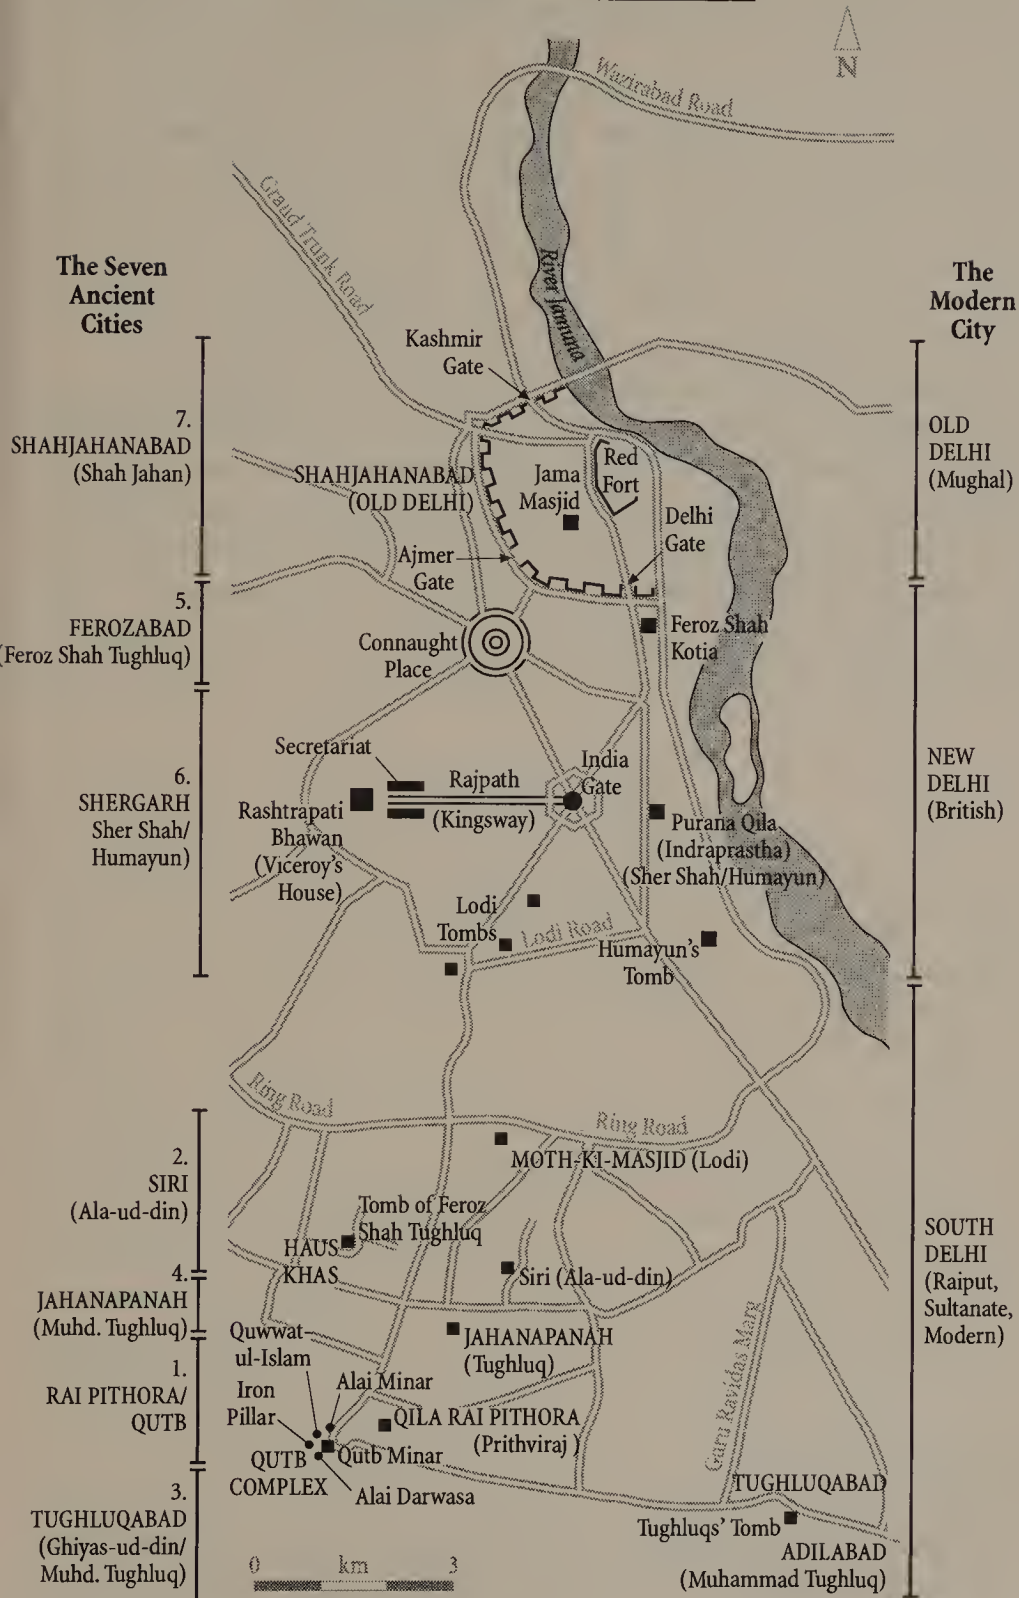 N
Wazirabad Road
Grand Trunk Road
River Jamuna
The Seven
Ancient
Cities
The
Modern
City
Kashmir
Gate
7.
SHAHJAHANABAD
(Shah Jahan)
OLD
DELHI
(Mughal)
SHAHJAHANABAD
(OLD DELHI)
Jama
Masjid
Red
Fort
Delhi
Gate
Ajmer
Gate
5.
FEROZABAD
(Feroz Shah Tughluq)
Connaught
Place
Feroz Shah
Kotia
Secretariat
Rajpath
(Kingsway)
India
Gate
NEW
DELHI
(British)
6.
SHERGARH
Sher Shah/
Humayun)
Rashtrapati
Bhawan
(Viceroy's
House)
Purana Qila
(Indraprastha)
(Sher Shah/Humayun)
Lodi
Tombs
Lodi Road
Humayun's
Tomb
Ring Road
Ring Road
MOTH-KI-MASJID (Lodi)
2.
SIRI
(Ala-ud-din)
Tomb of Feroz
Shah Tughluq
HAUS
KHAS
Siri (Ala-ud-din)
SOUTH
DELHI
(Raiput,
Sultanate,
Modern)
4.
JAHANAPANAH
(Muhd. Tughluq)
JAHANAPANAH
(Tughluq)
Quwwat-
ul-Islam
Guru Ravidas Marg
1.
RAI PITHORA/
QUTB
Iron
Pillar
Alai Minar
QILA RAI PITHORA
(Prithviraj )
QUTB
COMPLEX
Qutb Minar
Alai Darwasa
3.
TUGHLUQABAD
(Ghiyas-ud-din/
Muhd. Tughluq)
TUGHLUQABAD
Tughluqs' Tomb
ADILABAD
(Muhammad Tughluq)
0 km 3